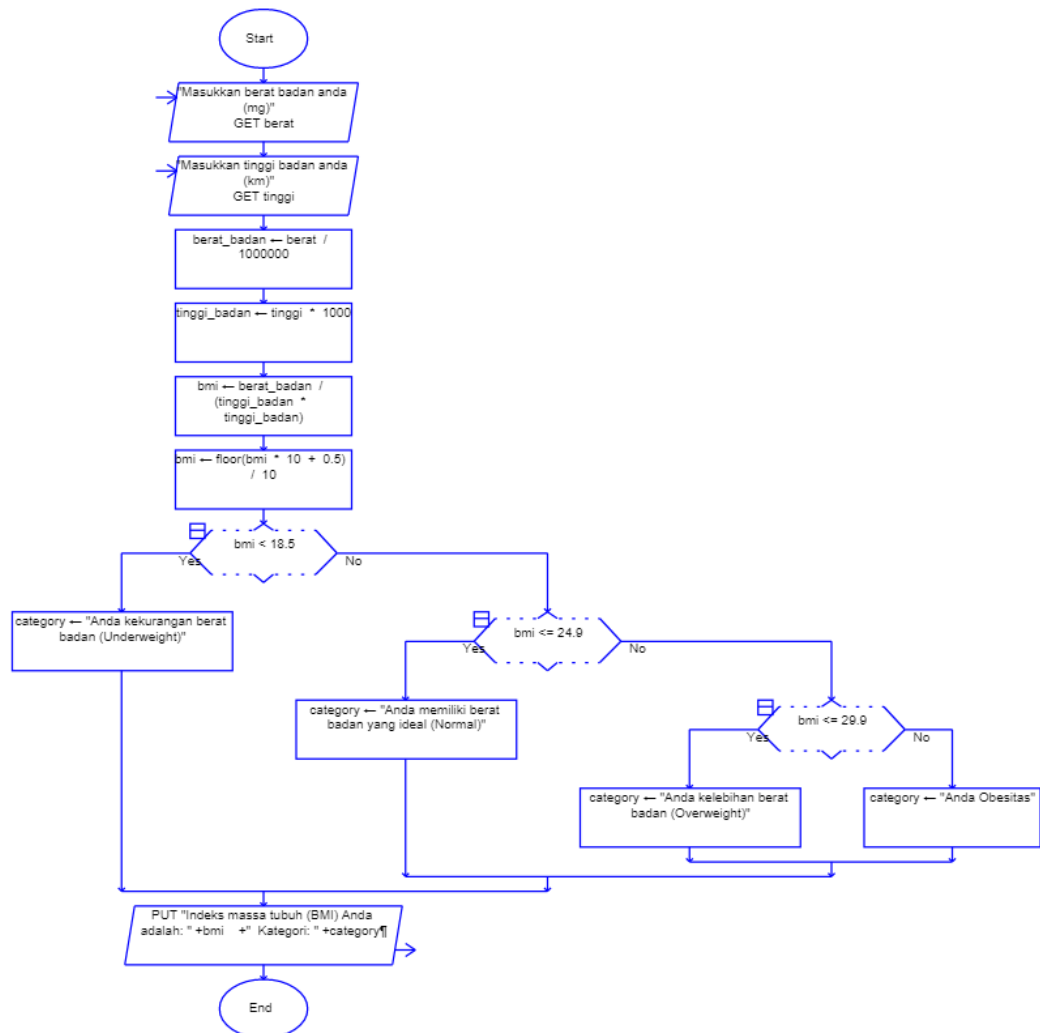 Start
"Masukkan berat badan anda
(mg)"
GET berat
"Masukkan tinggi badan anda
(km)"
GET tinggi
berat_badan ← berat /
1000000
tinggi_badan ← tinggi * 1000
bmi ← berat_badan /
(tinggi_badan *
tinggi_badan)
bmi ← floor(bmi * 10 + 0.5)
/ 10
bmi < 18.5
Yes
No
category ← "Anda kekurangan berat
badan (Underweight)"
bmi <= 24.9
Yes
No
category ← "Anda memiliki berat
badan yang ideal (Normal)"
bmi <= 29.9
Yes
No
category ← "Anda kelebihan berat
badan (Overweight)"
category ← "Anda Obesitas"
PUT "Indeks massa tubuh (BMI) Anda
adalah: " +bmi +" Kategori: " +category¶
End